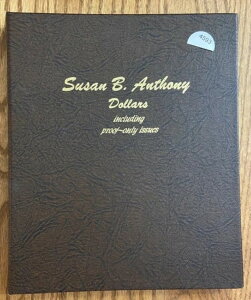 Susan B. Anthony
Dollars
including
proof-only issues